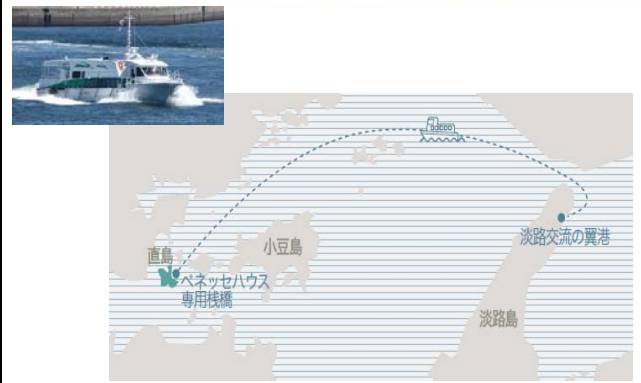 直島
ベネッセハウス
専用桟橋
小豆島
淡路交流の翼港
淡路島